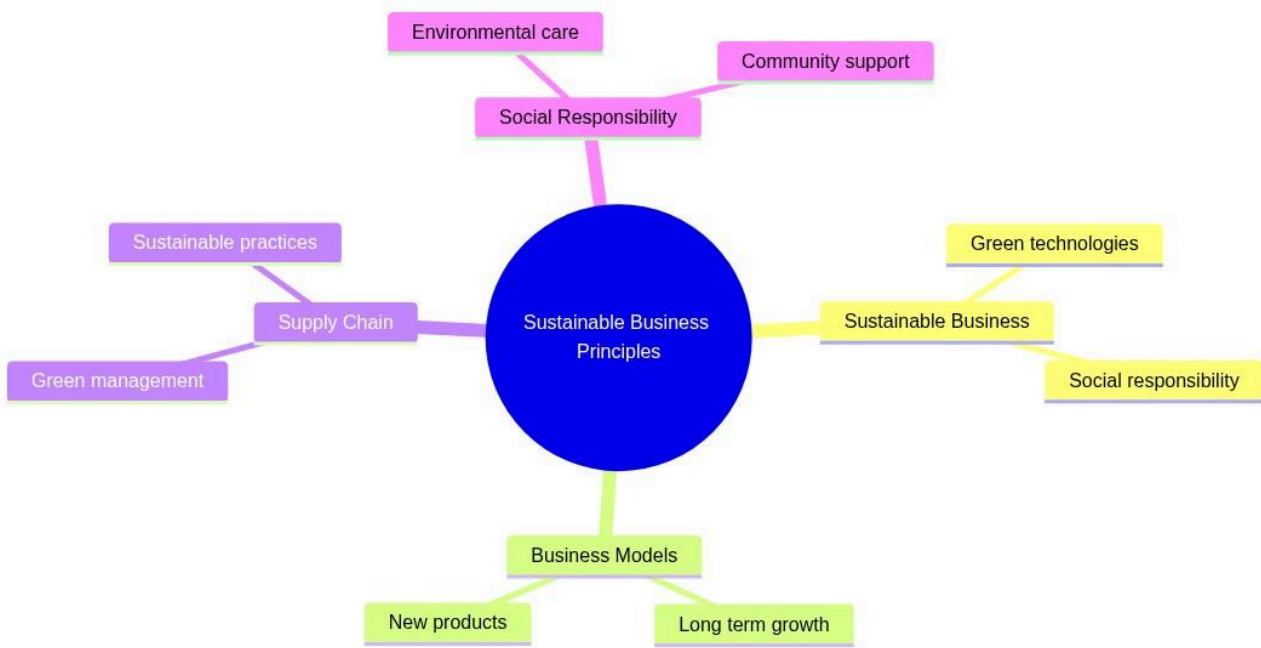 Environmental care
Community support
Social Responsibility
Sustainable practices
Green technologies
Supply Chain
Sustainable Business
Principles
Sustainable Business
Green management
Social responsibility
Business Models
New products
Long term growth